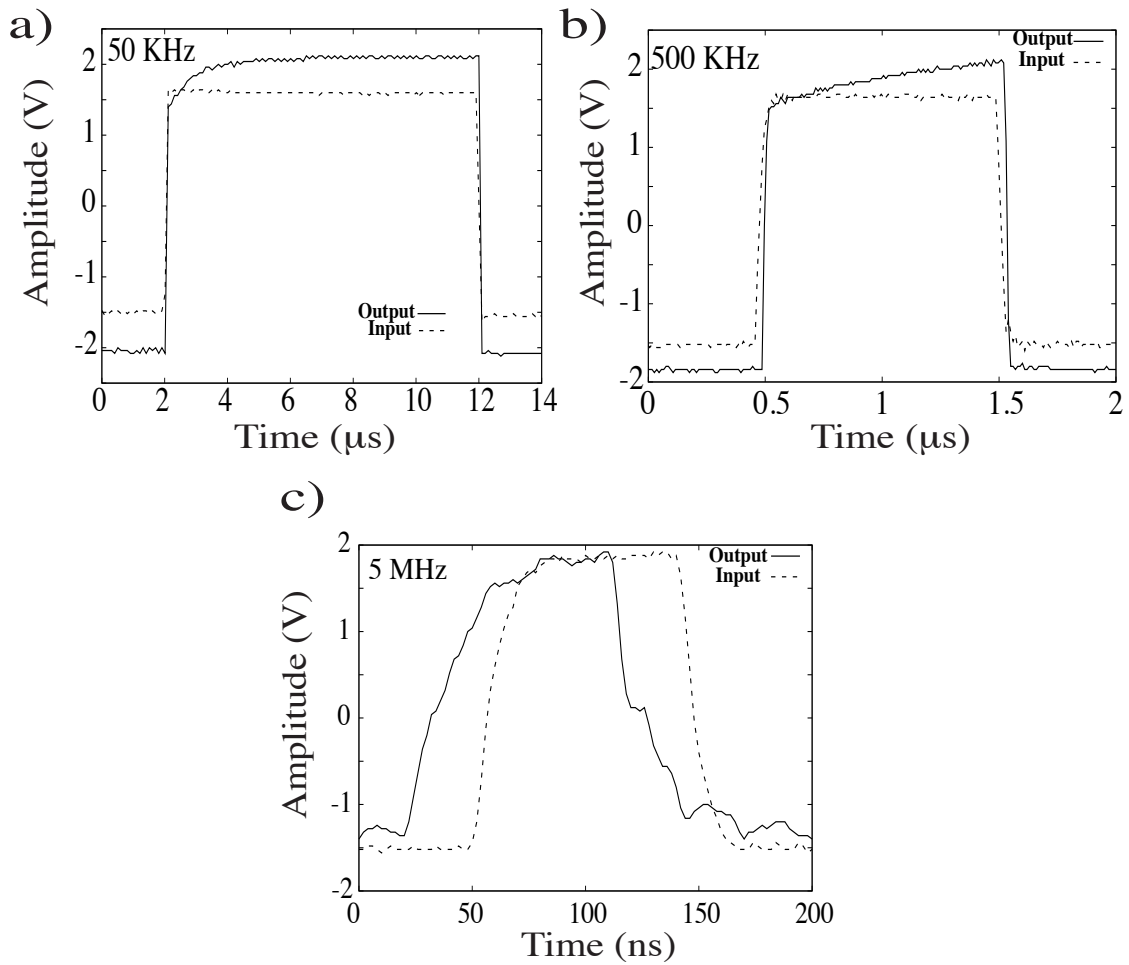 a)
50 KHz
Amplitude (V)
2
1
0
-1
-2
Output
Input
0 2 4 6 8 10 12 14
Time (μs)
b)
500 KHz
Amplitude (V)
2
1
0
-1
-2
Output
Input
0 0.5 1 1.5 2
Time (μs)
c)
5 MHz
Amplitude (V)
2
1
0
-1
-2
Output
Input
0 50 100 150 200
Time (ns)